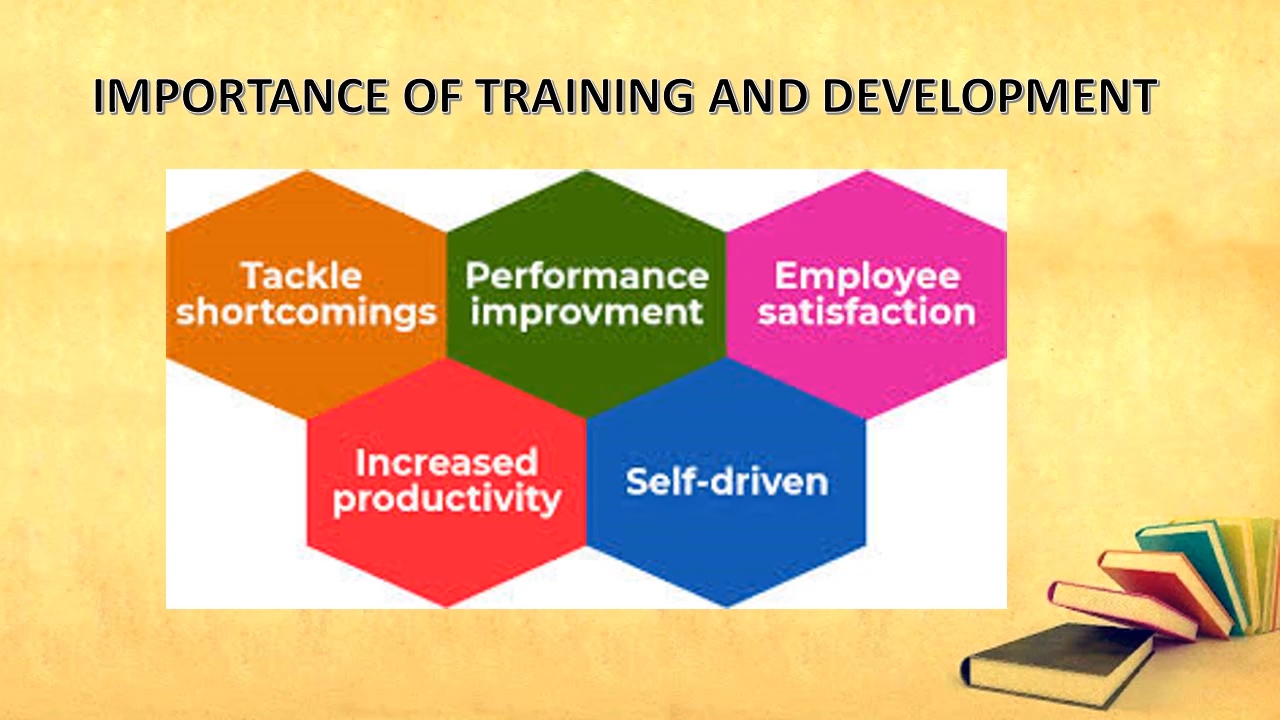 IMPORTANCE OF TRAINING AND DEVELOPMENT
Tackle
shortcomings
Performance
improvment
Employee
satisfaction
Increased
productivity
Self-driven